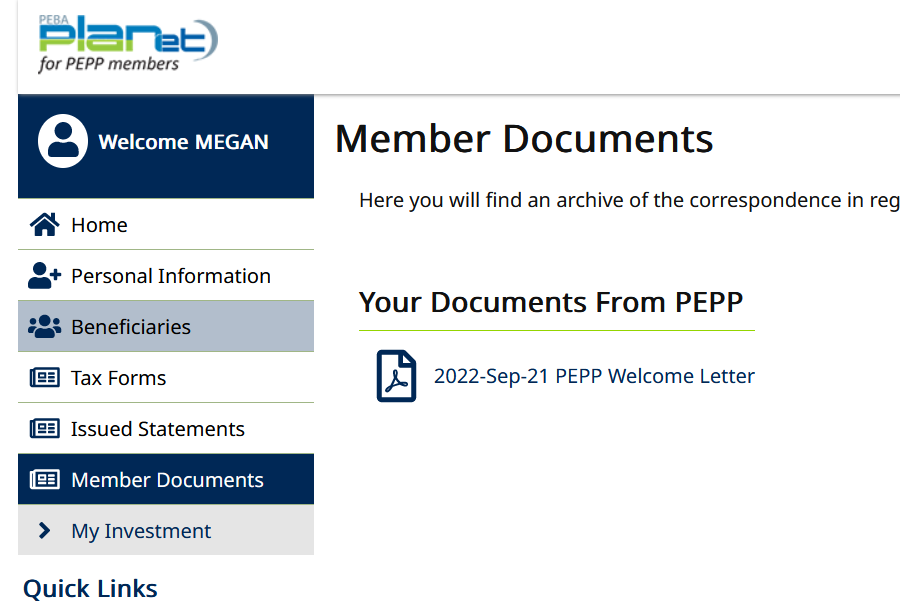 PEBA
planet
for PEPP members
Welcome MEGAN
Home
Personal Information
Beneficiaries
Tax Forms
Issued Statements
Member Documents
My Investment
Quick Links
Member Documents
Here you will find an archive of the correspondence in reg
Your Documents From PEPP
2022-Sep-21 PEPP Welcome Letter